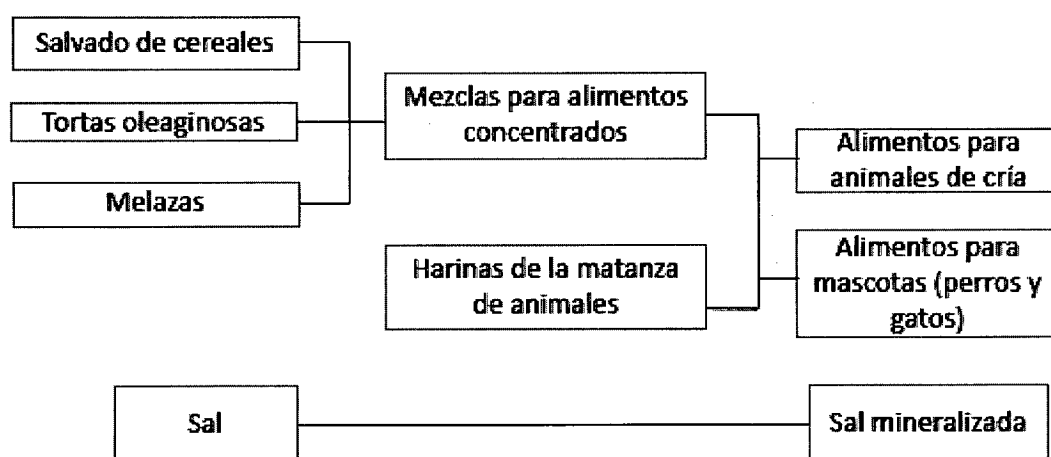 Salvado de cereales
Tortas oleaginosas
Melazas
Mezclas para alimentos
concentrados
Harinas de la matanza
de animales
Alimentos para
animales de cría
Alimentos para
mascotas (perros y
gatos)
Sal
Sal mineralizada